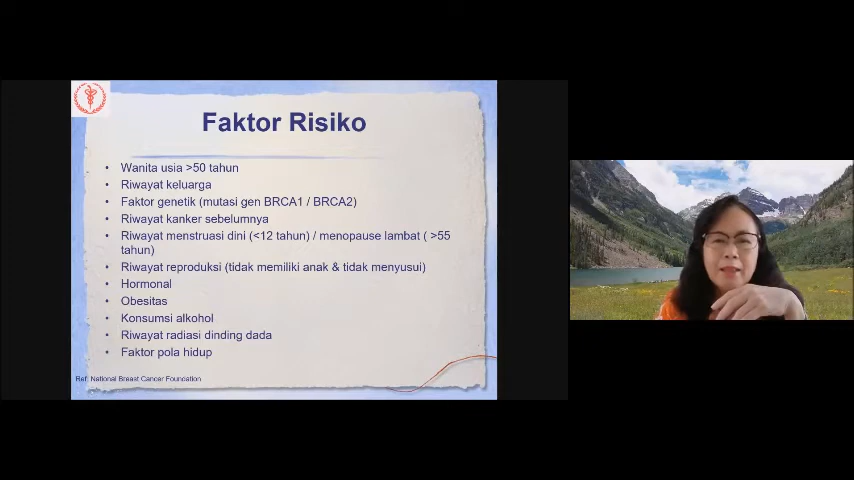 Faktor Risiko
• Wanita usia >50 tahun
• Riwayat keluarga
• Faktor genetik (mutasi gen BRCA1 / BRCA2)
• Riwayat kanker sebelumnya
• Riwayat menstruasi dini (<12 tahun) / menopause lambat ( >55
tahun)
• Riwayat reproduksi (tidak memiliki anak & tidak menyusui)
• Hormonal
• Obesitas
• Konsumsi alkohol
• Riwayat radiasi dinding dada
• Faktor pola hidup
Ref. National Breast Cancer Foundation